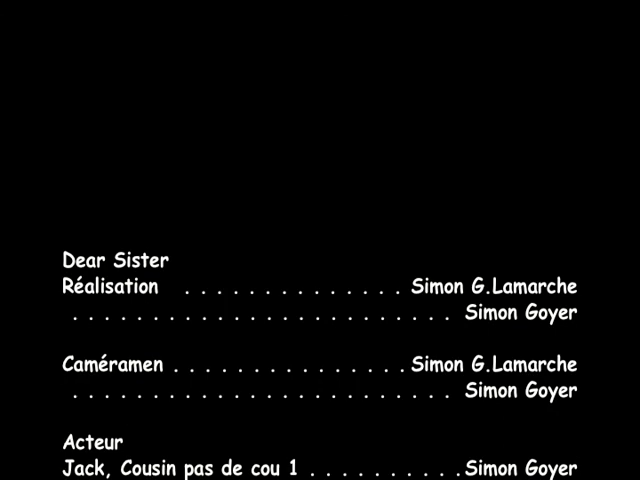 Dear Sister
Réalisation . . . . . . . . . . . . . . Simon G.Lamarche
. . . . . . . . . . . . . . . . . . . . . . . . Simon Goyer
Caméramen . . . . . . . . . . . . . . . Simon G.Lamarche
. . . . . . . . . . . . . . . . . . . . . . . . Simon Goyer
Acteur
Jack, Cousin pas de cou 1 . . . . . . . . . . Simon Goyer